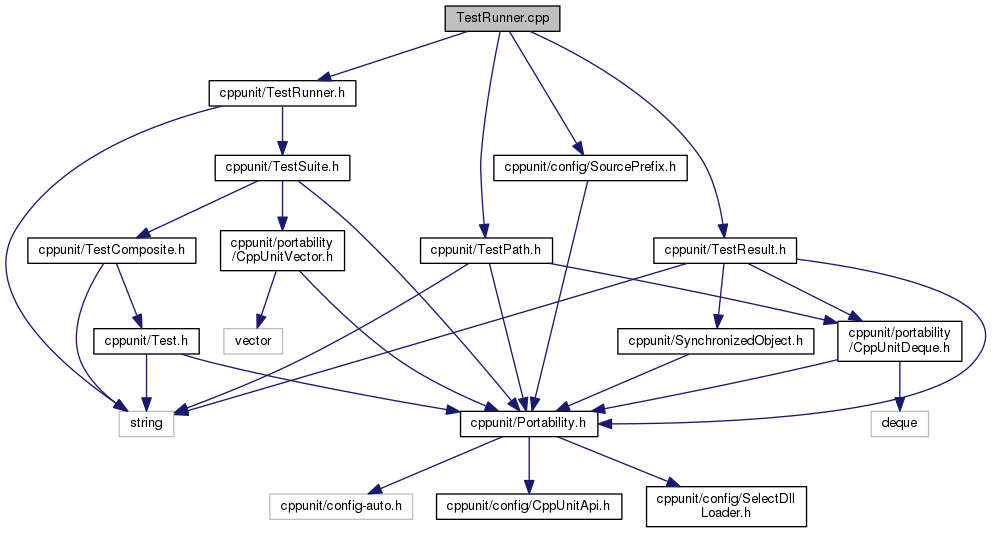 TestRunner.cpp
cppunit/TestRunner.h
cppunit/TestSuite.h
cppunit/config/SourcePrefix.h
cppunit/TestComposite.h
cppunit/portability
/CppUnitVector.h
cppunit/TestPath.h
cppunit/TestResult.h
cppunit/Test.h
vector
cppunit/SynchronizedObject.h
cppunit/portability
/CppUnitDeque.h
string
cppunit/Portability.h
deque
cppunit/config-auto.h
cppunit/config/CppUnitApi.h
cppunit/config/SelectDll
Loader.h